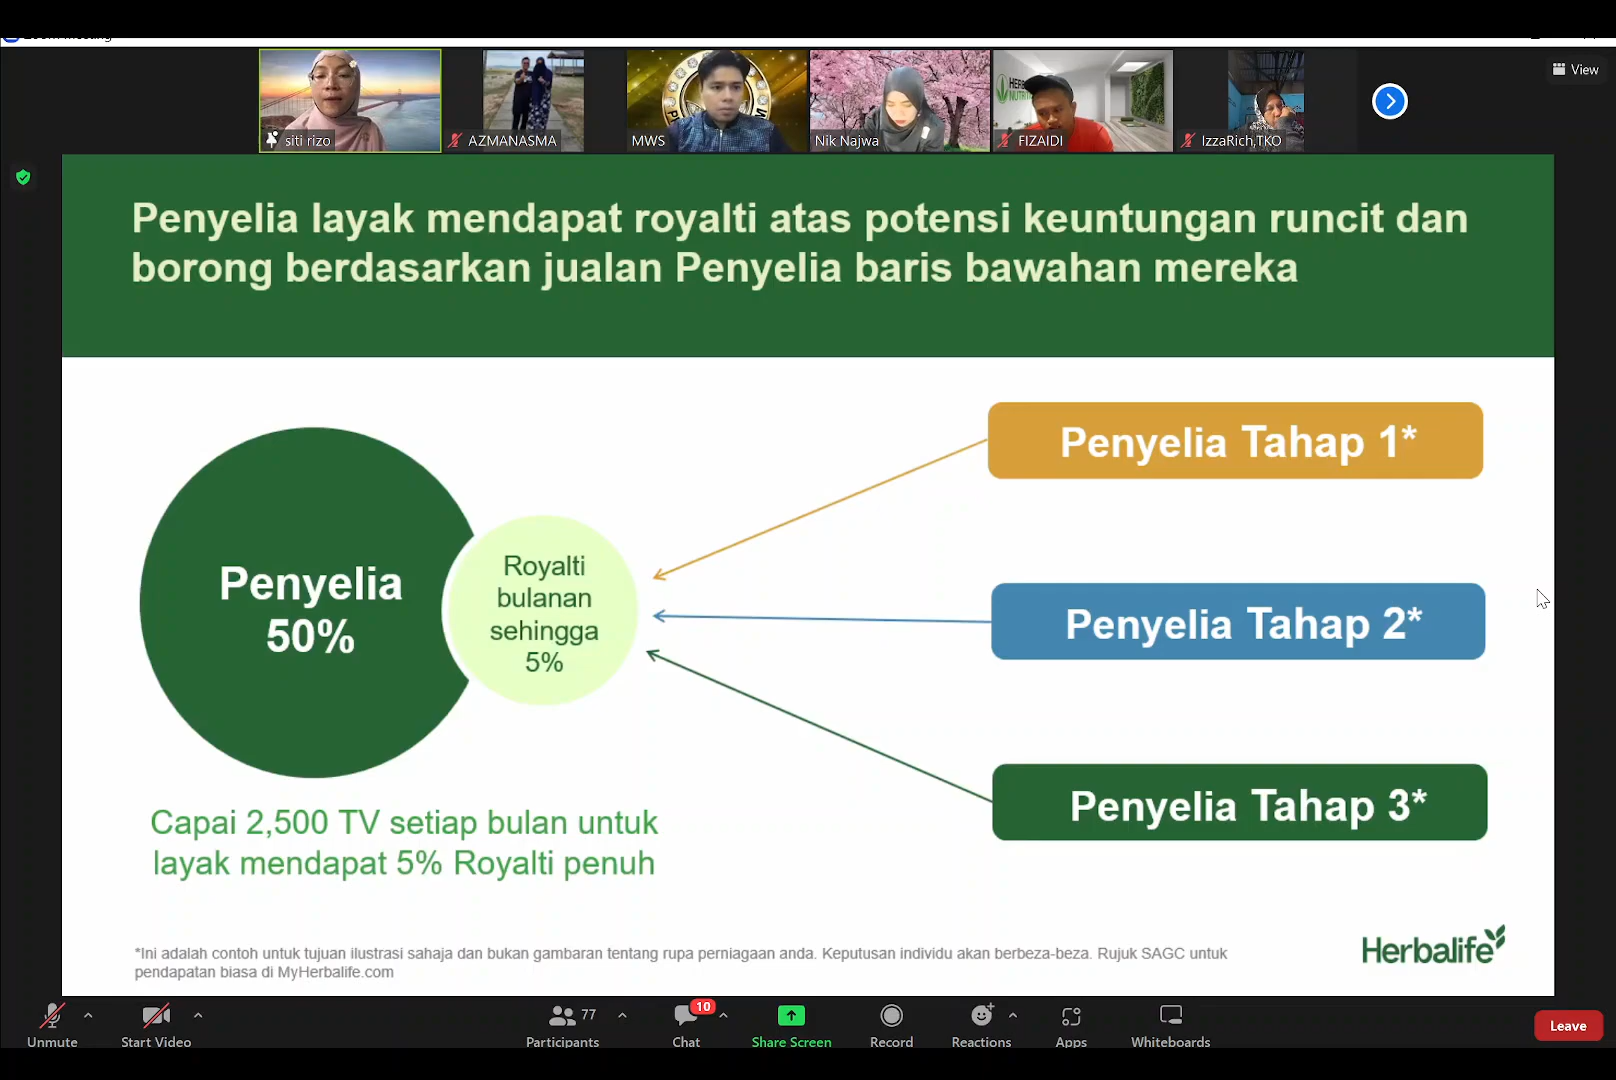 View
siti rizo
AZMANASMA
MWS
Nik Najwa
FIZAIDI
IzzaRich,TKO
Penyelia layak mendapat royalti atas potensi keuntungan runcit dan
borong berdasarkan jualan Penyelia baris bawahan mereka
Penyelia Tahap 1*
Penyelia
50%
Royalti
bulanan
sehingga
5%
Penyelia Tahap 2*
Penyelia Tahap 3*
Capai 2,500 TV setiap bulan untuk
layak mendapat 5% Royalti penuh
*Ini adalah contoh untuk tujuan ilustrasi sahaja dan bukan gambaran tentang rupa perniagaan anda. Keputusan individu akan berbeza-beza. Rujuk SAGC untuk
pendapatan biasa di MyHerbalife.com
Herbalife
77
10
Unmute
Start Video
Participants
Chat
Share Screen
Record
Reactions
Apps
Whiteboards
Leave